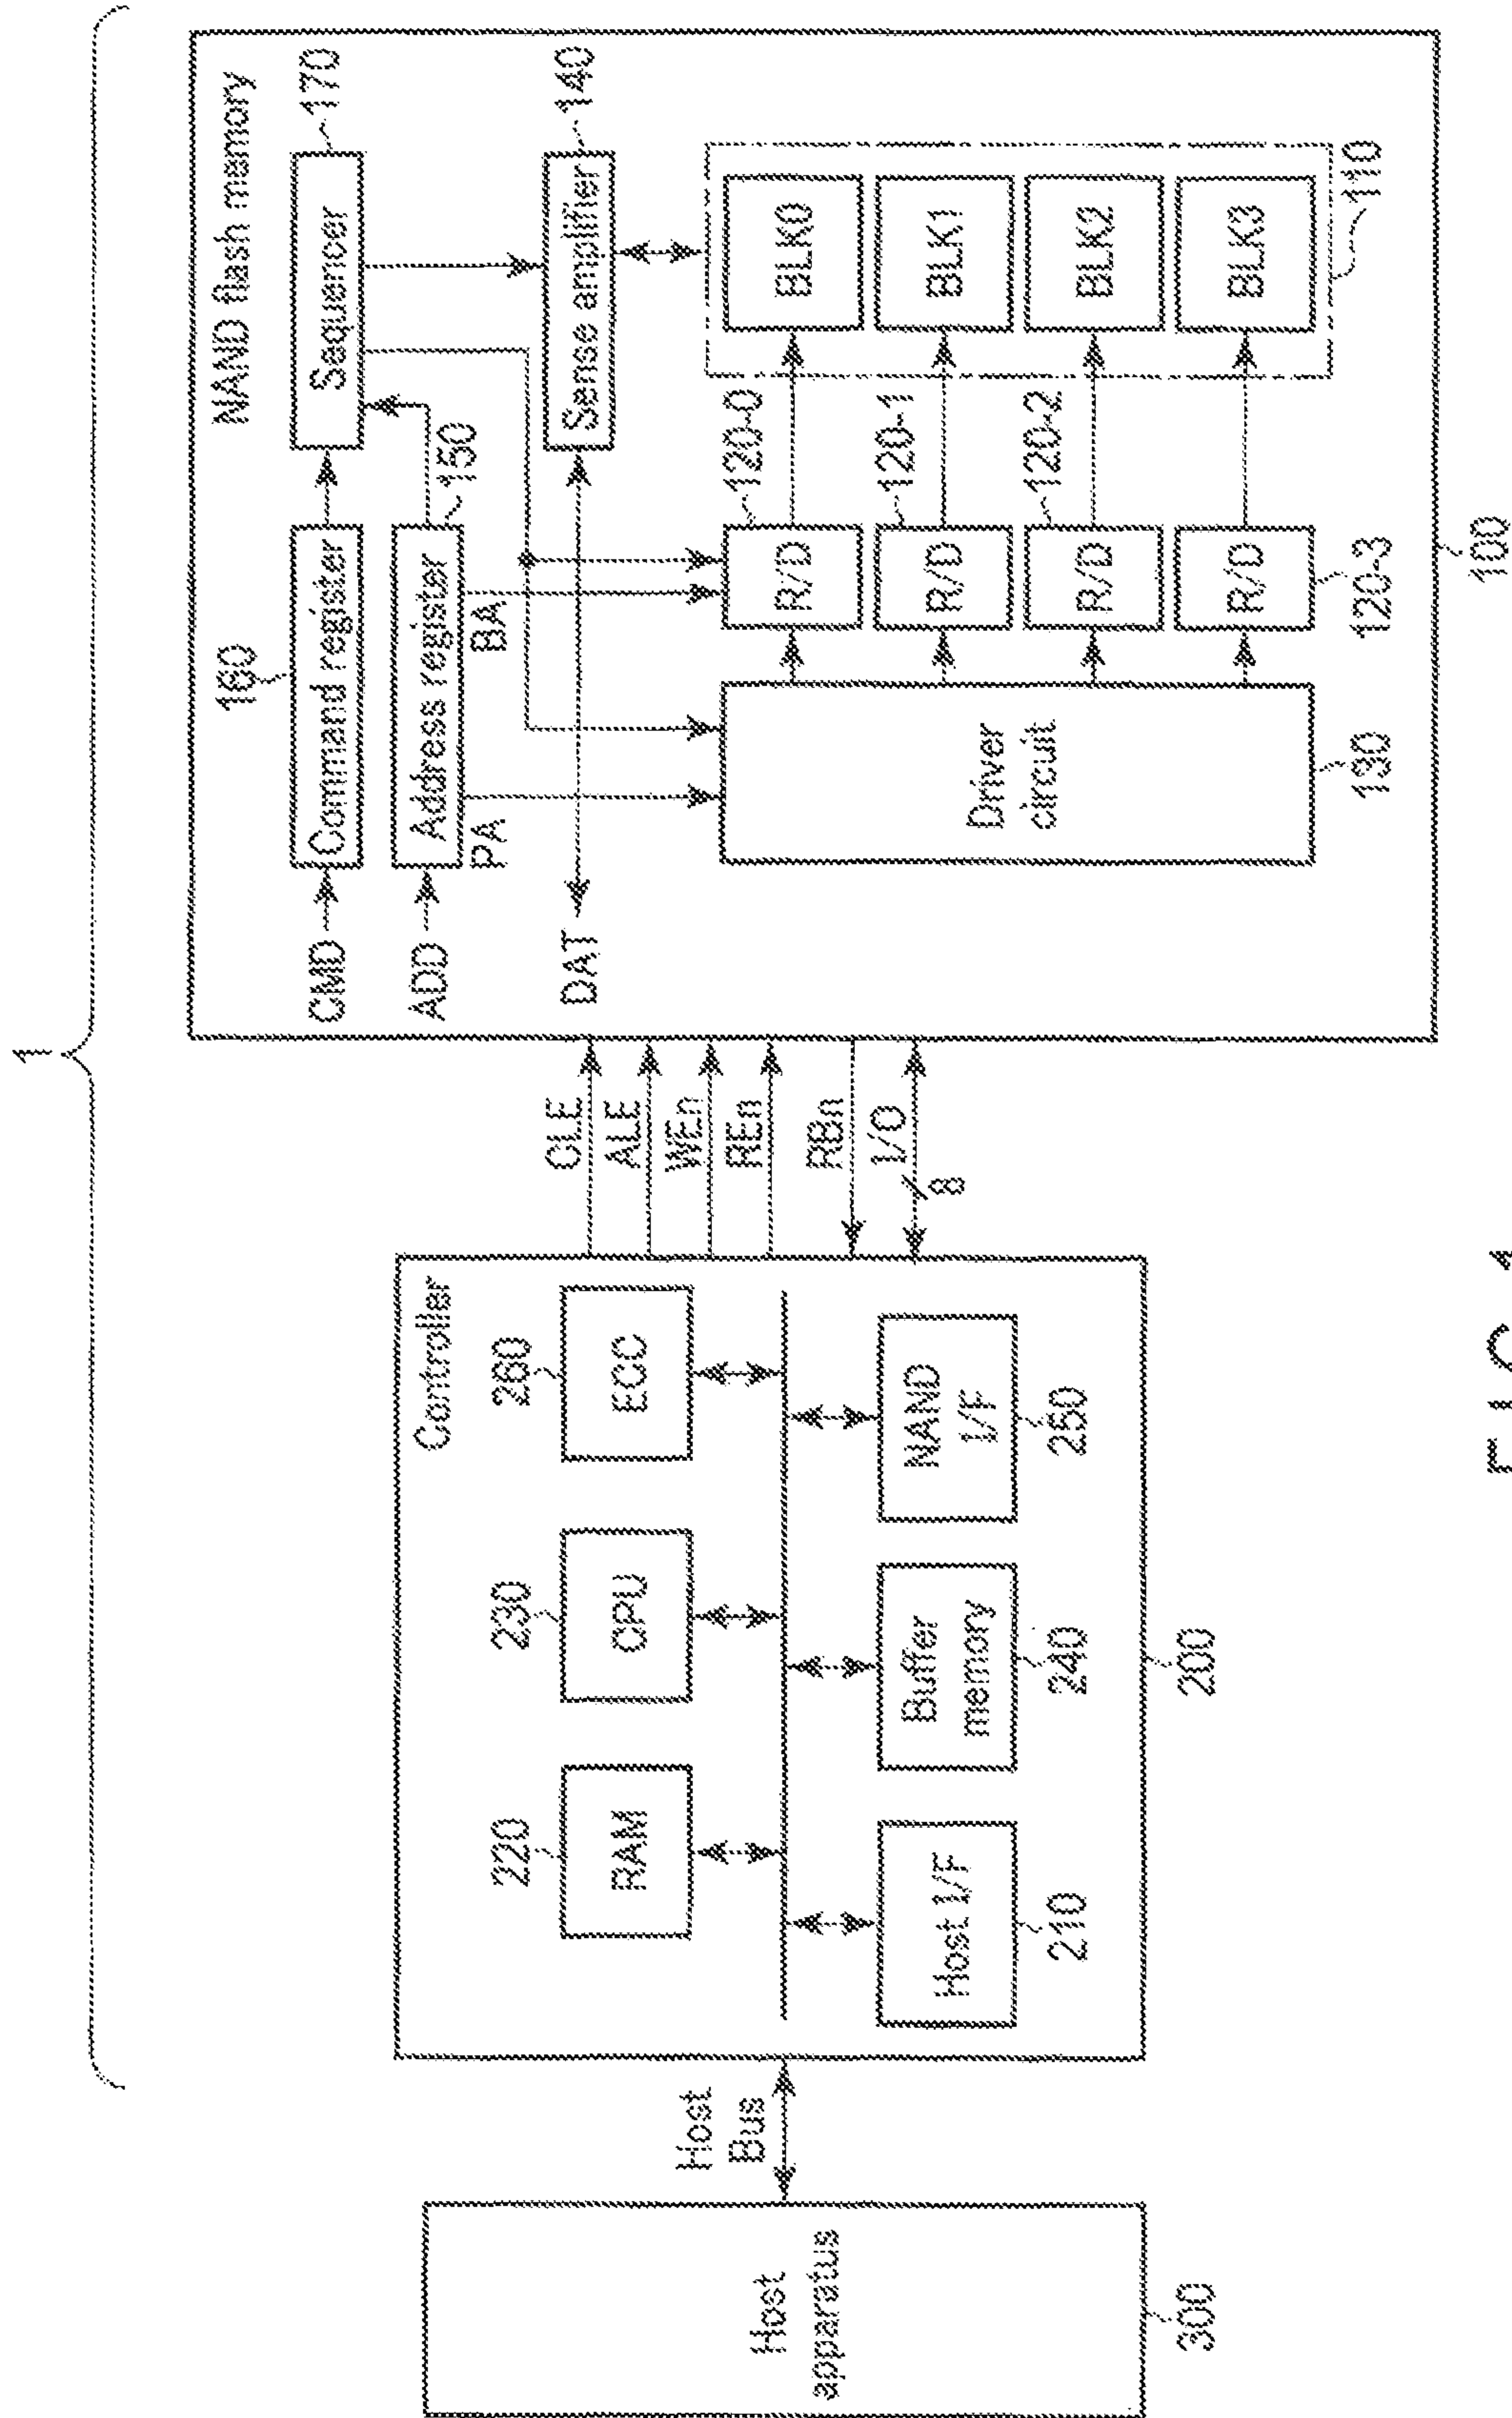 1
NAND flash memory
160
170
CMD
Command register
Sequencer
ADD
Address register
150
PA
BA
DAT
Sense amplifier
140
120-0
R/D
BLK0
120-1
R/D
BLK1
120-2
R/D
BLK2
R/D
BLK3
Driver
circuit
130
120-3
110
100
CLE
ALE
WEn
REn
RBn
I/O
8
Controller
220
230
260
RAM
CPU
ECC
Host I/F
Buffer
memory
NAND
I/F
210
240
250
200
Host
Bus
Host
apparatus
300